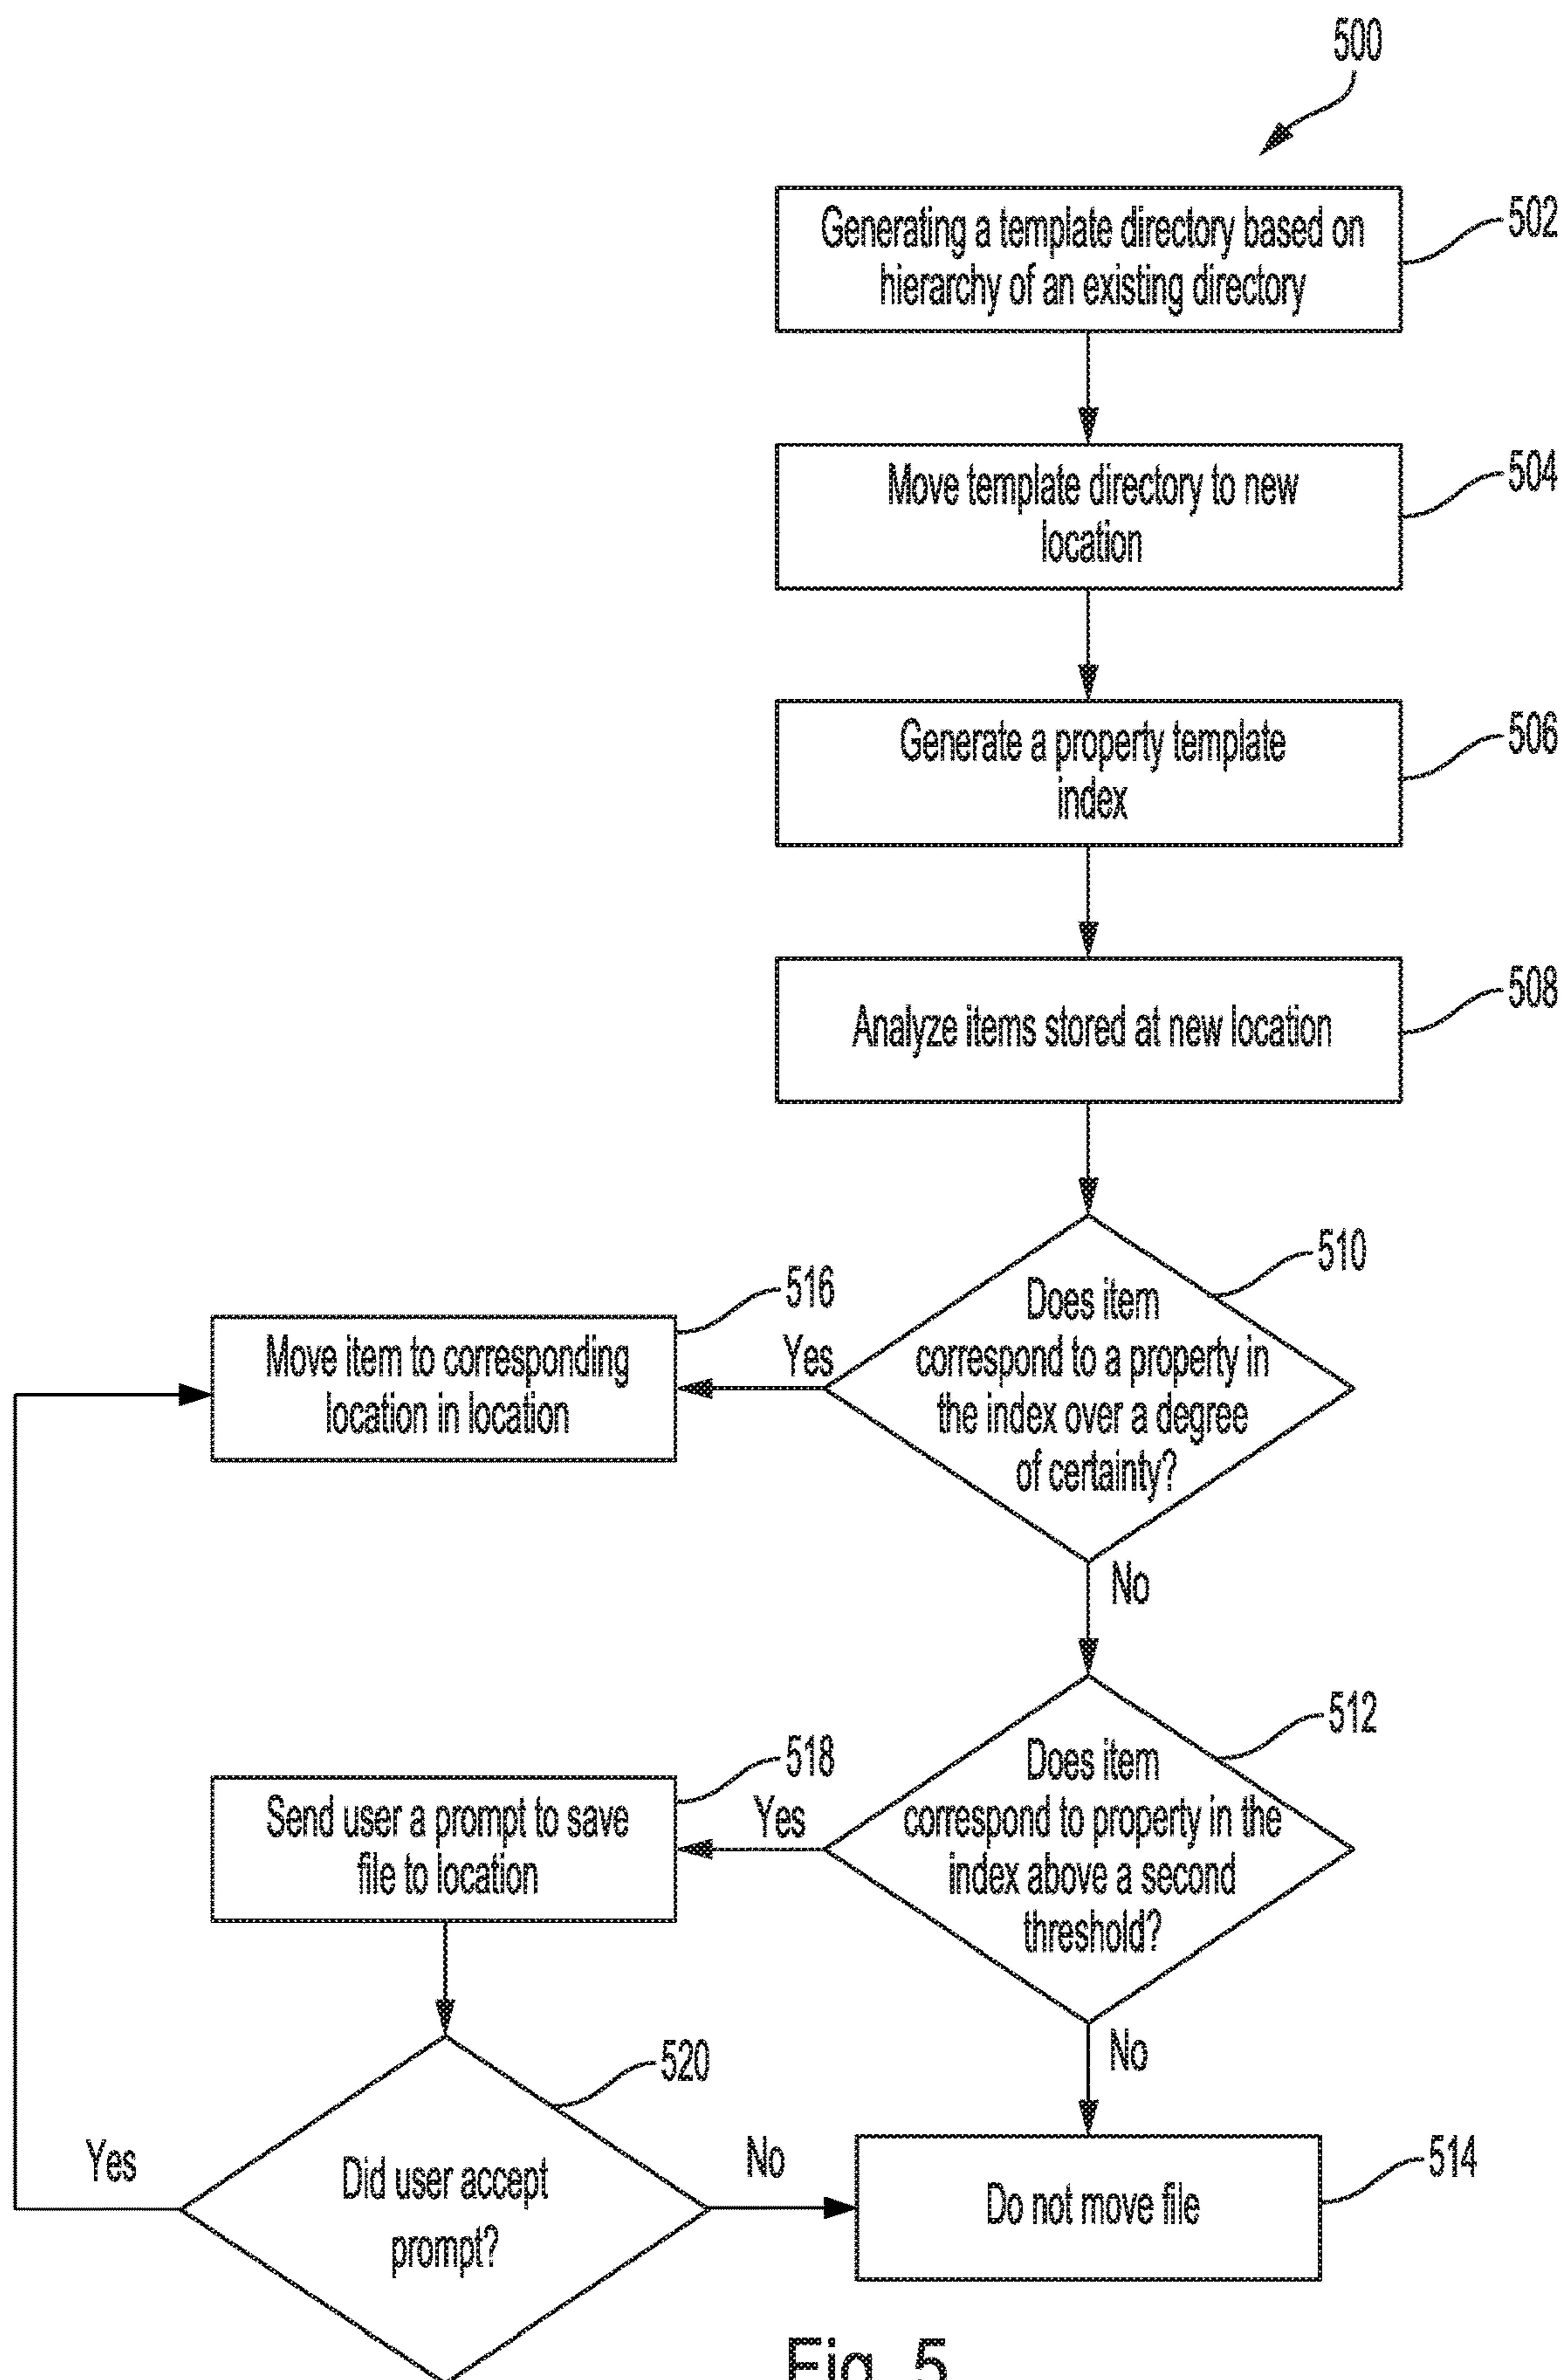 500
Generating a template directory based on
hierarchy of an existing directory
502
Move template directory to new
location
504
Generate a property template
index
506
Analyze items stored at new location
508
Does item
correspond to a property in
the index over a degree
of certainty?
510
Yes
Move item to corresponding
location in location
516
No
Does item
correspond to property in the
index above a second
threshold?
512
Yes
Send user a prompt to save
file to location
518
No
Did user accept
prompt?
520
Yes
No
Do not move file
514
Fig. 5